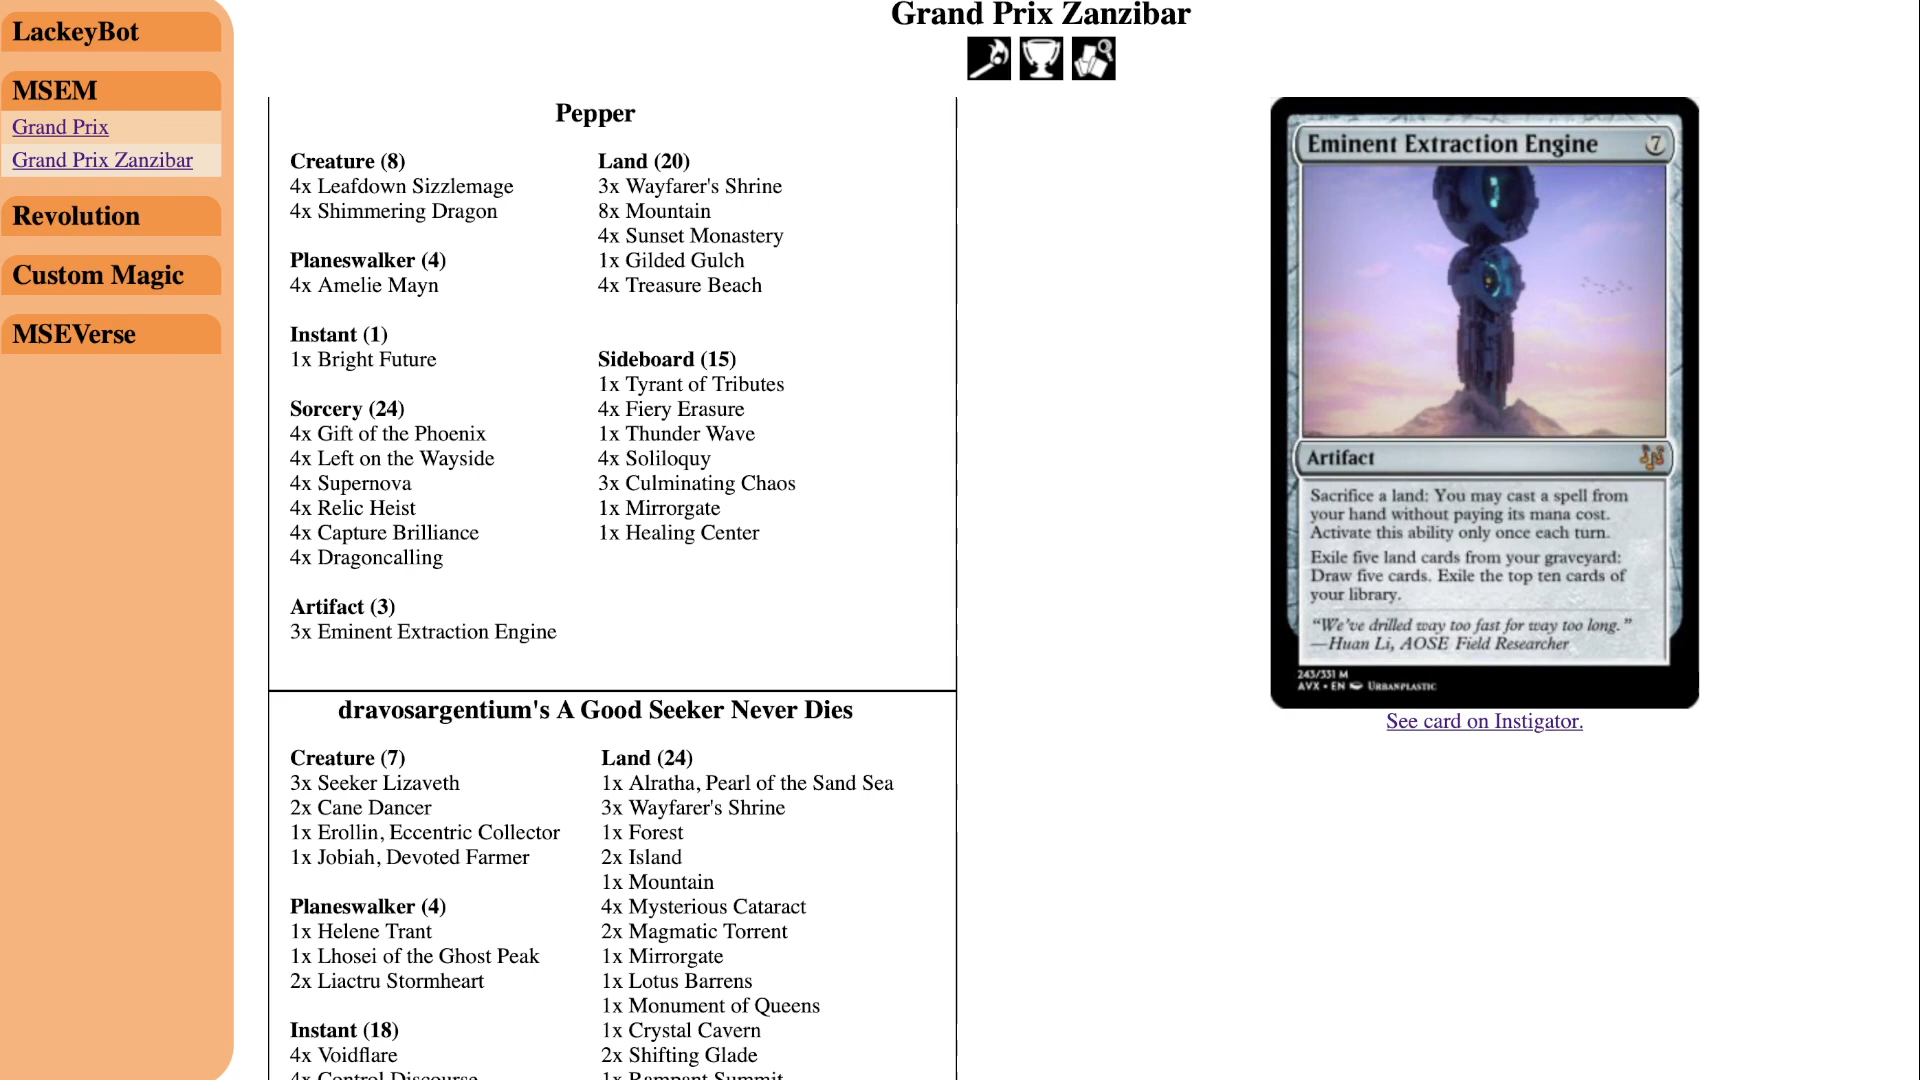 LackeyBot
MSEM
Grand Prix
Grand Prix Zanzibar
Revolution
Custom Magic
MSEVerse
Grand Prix Zanzibar
Pepper
Creature (8)
4x Leafdown Sizzlemage
4x Shimmering Dragon
Planeswalker (4)
4x Amelie Mayn
Instant (1)
1x Bright Future
Sorcery (24)
4x Gift of the Phoenix
4x Left on the Wayside
4x Supernova
4x Relic Heist
4x Capture Brilliance
4x Dragoncalling
Artifact (3)
3x Eminent Extraction Engine
Land (20)
3x Wayfarer's Shrine
8x Mountain
4x Sunset Monastery
1x Gilded Gulch
4x Treasure Beach
Sideboard (15)
1x Tyrant of Tributes
4x Fiery Erasure
1x Thunder Wave
4x Soliloquy
3x Culminating Chaos
1x Mirrorgate
1x Healing Center
dravosargentium's A Good Seeker Never Dies
Creature (7)
3x Seeker Lizaveth
2x Cane Dancer
1x Erollin, Eccentric Collector
1x Jobiah, Devoted Farmer
Planeswalker (4)
1x Helene Trant
1x Lhosei of the Ghost Peak
2x Liactru Stormheart
Instant (18)
4x Voidflare
4x Control Discourse
Land (24)
1x Alratha, Pearl of the Sand Sea
3x Wayfarer's Shrine
1x Forest
2x Island
1x Mountain
4x Mysterious Cataract
2x Magmatic Torrent
1x Mirrorgate
1x Lotus Barrens
1x Monument of Queens
1x Crystal Cavern
2x Shifting Glade
1x Rampant Summit
Eminent Extraction Engine 7
Artifact
Sacrifice a land: You may cast a spell from
your hand without paying its mana cost.
Activate this ability only once each turn.
Exile five land cards from your graveyard:
Draw five cards. Exile the top ten cards of
your library.
“We've drilled way too fast for way too long.”
—Huan Li, AOSE Field Researcher
243/331 M
AVX • EN Urbanplastic
See card on Instigator.